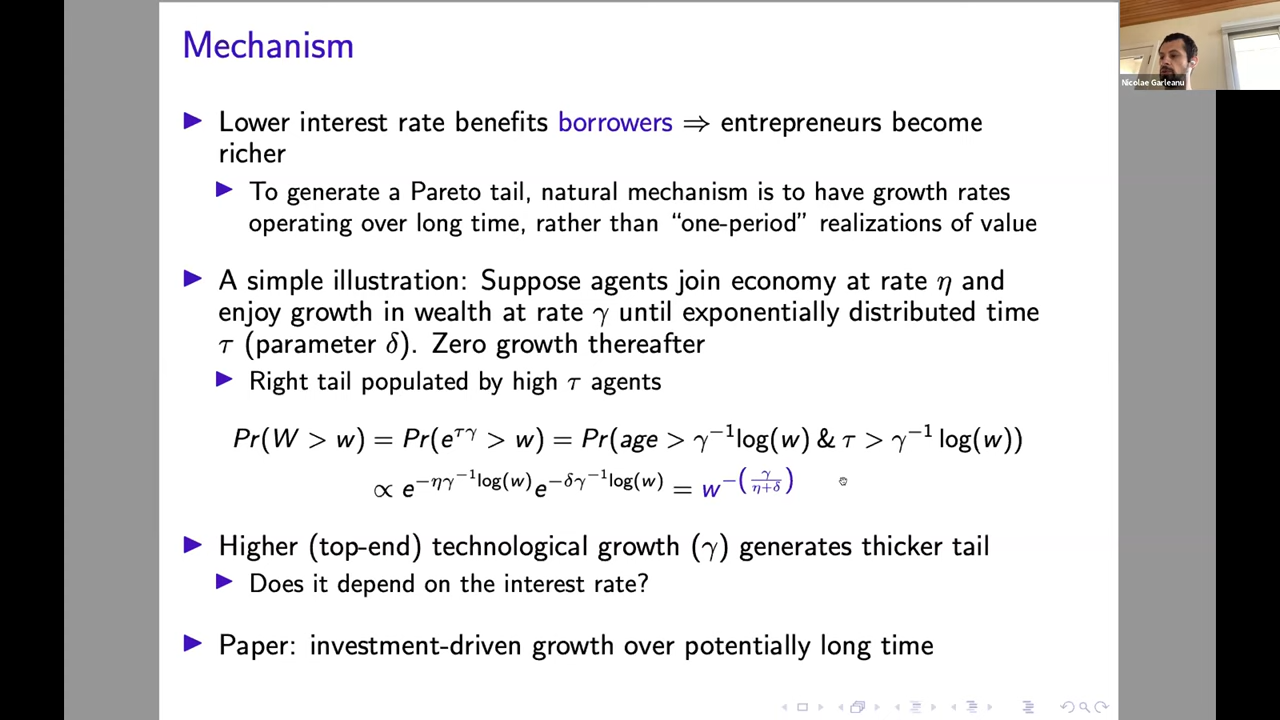 Mechanism
▶ Lower interest rate benefits borrowers ⇒ entrepreneurs become
richer
▶ To generate a Pareto tail, natural mechanism is to have growth rates
operating over long time, rather than “one-period” realizations of value
▶ A simple illustration: Suppose agents join economy at rate η and
enjoy growth in wealth at rate γ until exponentially distributed time
τ (parameter δ). Zero growth thereafter
▶ Right tail populated by high τ agents
Pr(W > w) = Pr(e^{τγ} > w) = Pr(age > γ^{−1}log(w) & τ > γ^{−1} log(w))
∝ e^{−ηγ^{−1}log(w)}e^{−δγ^{−1}log(w)} = w^{−(γ/(η+δ))}
▶ Higher (top-end) technological growth (γ) generates thicker tail
▶ Does it depend on the interest rate?
▶ Paper: investment-driven growth over potentially long time
Nicolae Garleanu